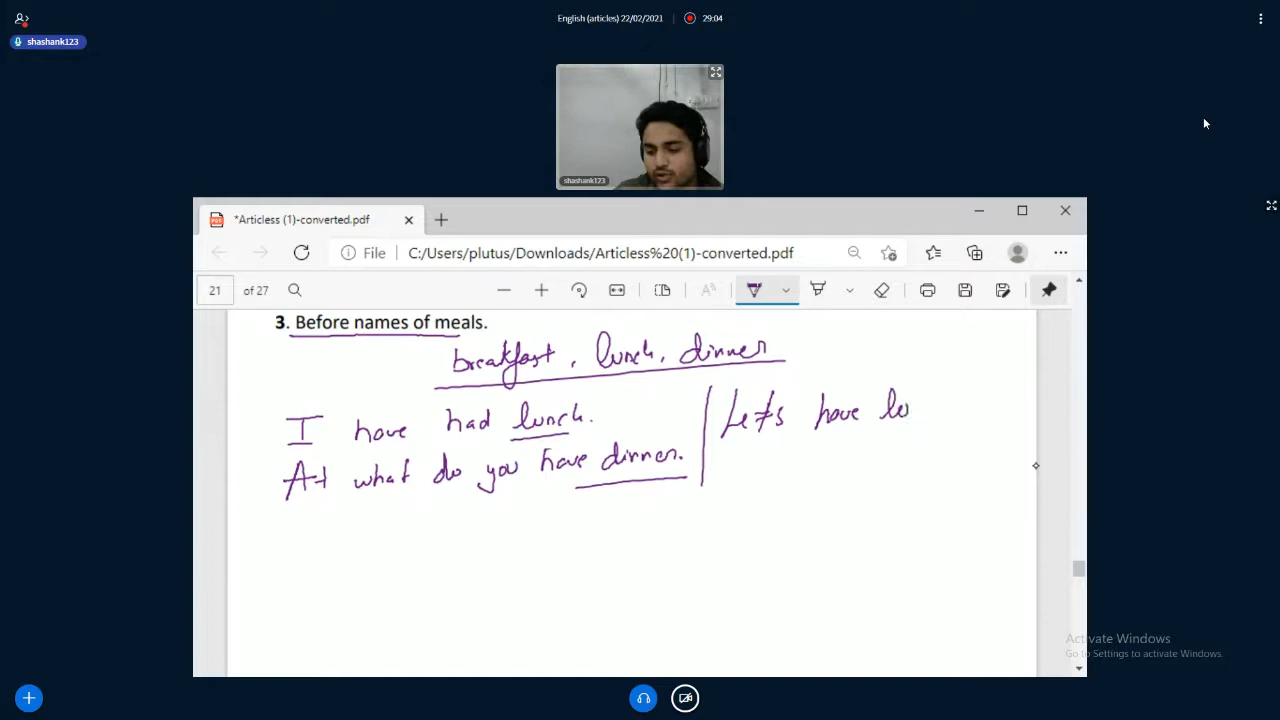 English (articles) 22/02/2021 29:04
shashank123
shashank123
*Articless (1)-converted.pdf
File C:/Users/plutus/Downloads/Articless%20(1)-converted.pdf
21 of 27
3. Before names of meals.
breakfast, lunch, dinner
I have had lunch.
At what do you have dinner.
Let's have lu
Activate Windows
Go to Settings to activate Windows.